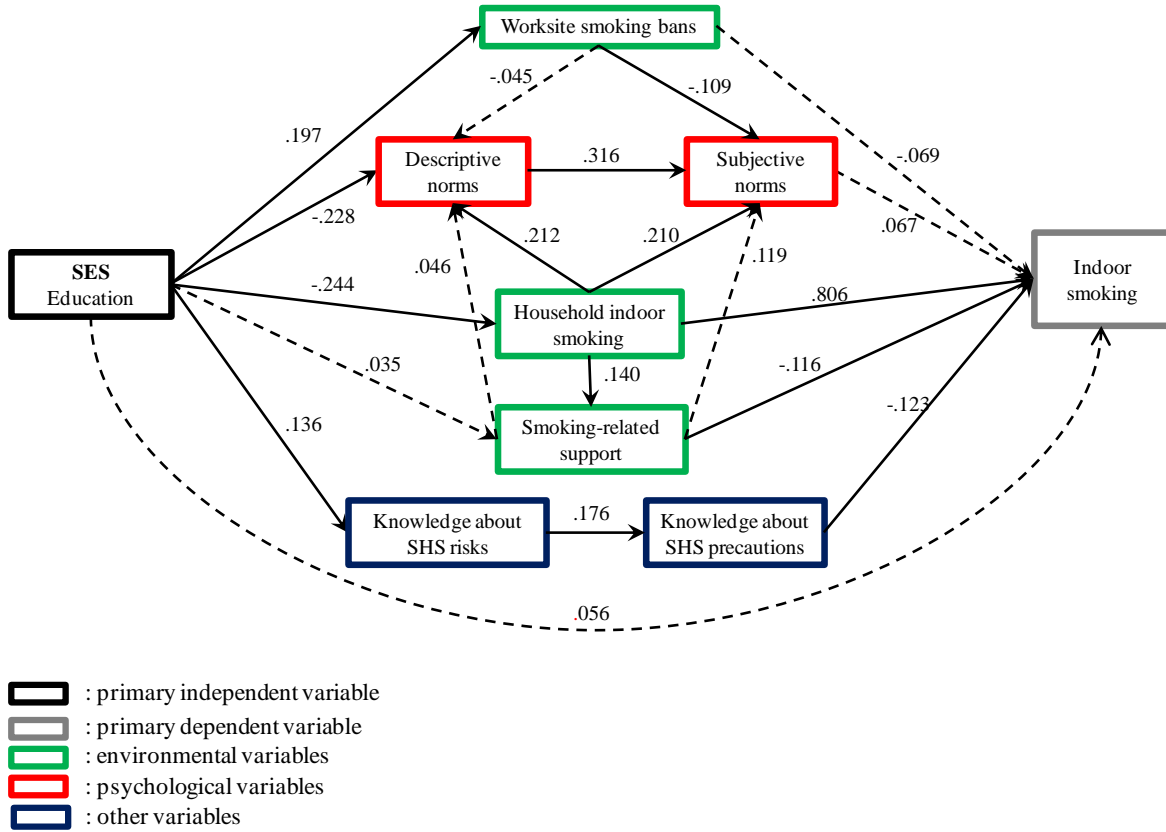 Worksite smoking bans
-.045
-.109
.197
Descriptive
norms
.316
Subjective
norms
-.069
-.228
.212
.210
.067
SES
Education
.046
.119
Indoor
smoking
-.244
Household indoor
smoking
.806
.035
.140
-.116
.136
Smoking-related
support
-.123
Knowledge about
SHS risks
.176
Knowledge about
SHS precautions
.056
: primary independent variable
: primary dependent variable
: environmental variables
: psychological variables
: other variables